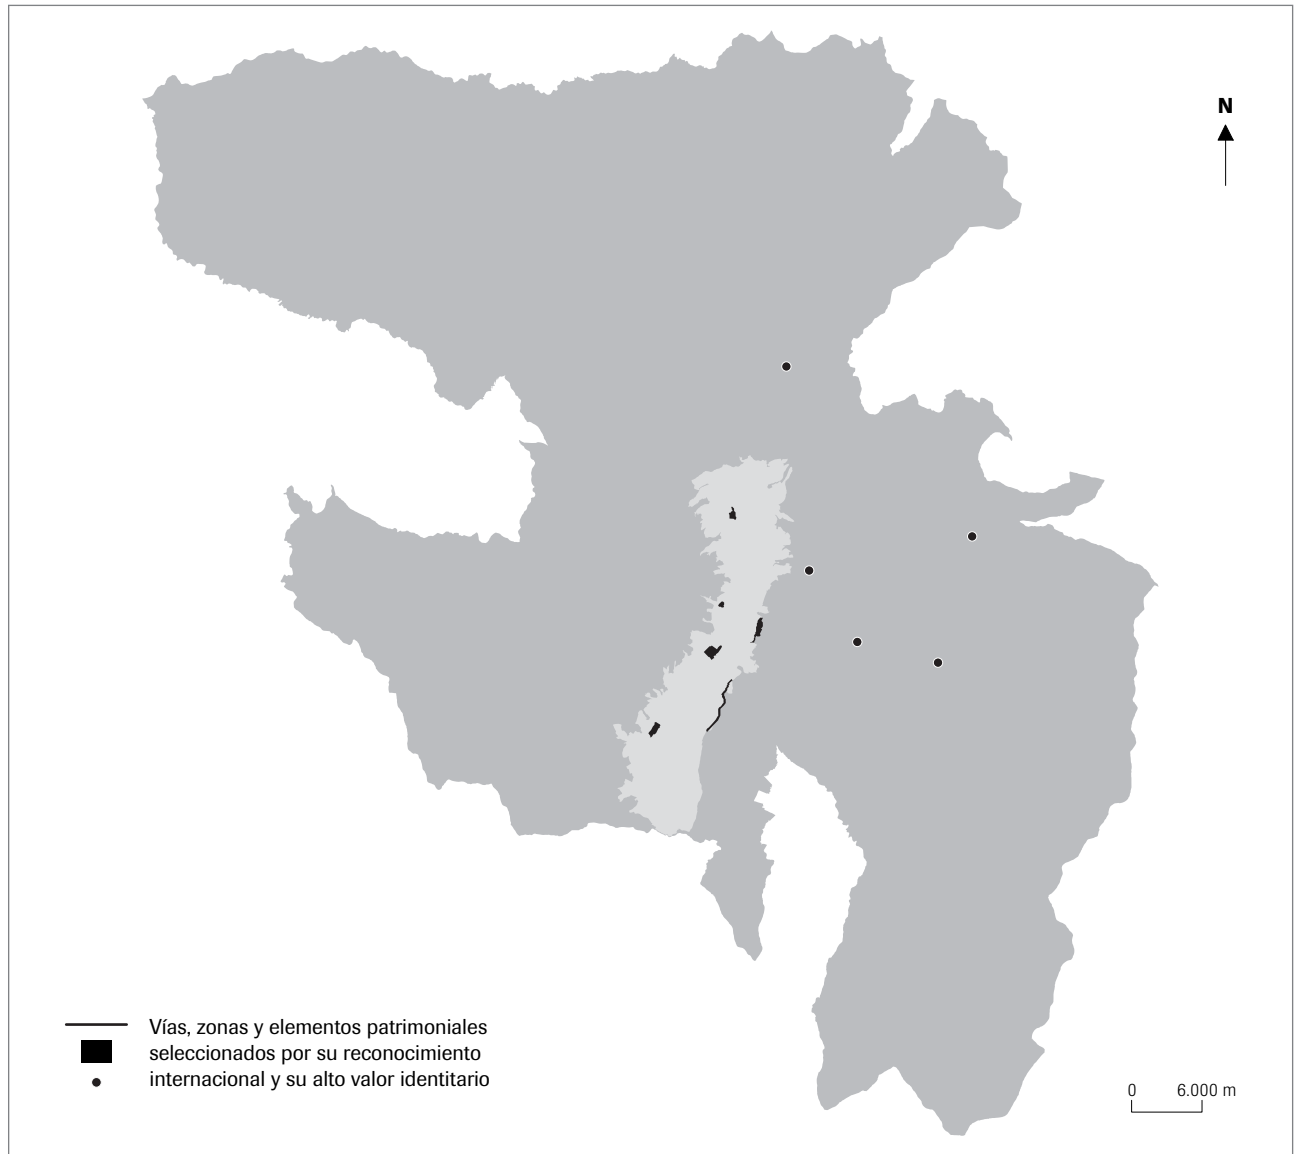 N
Vías, zonas y elementos patrimoniales
seleccionados por su reconocimiento
internacional y su alto valor identitario
0 6.000 m